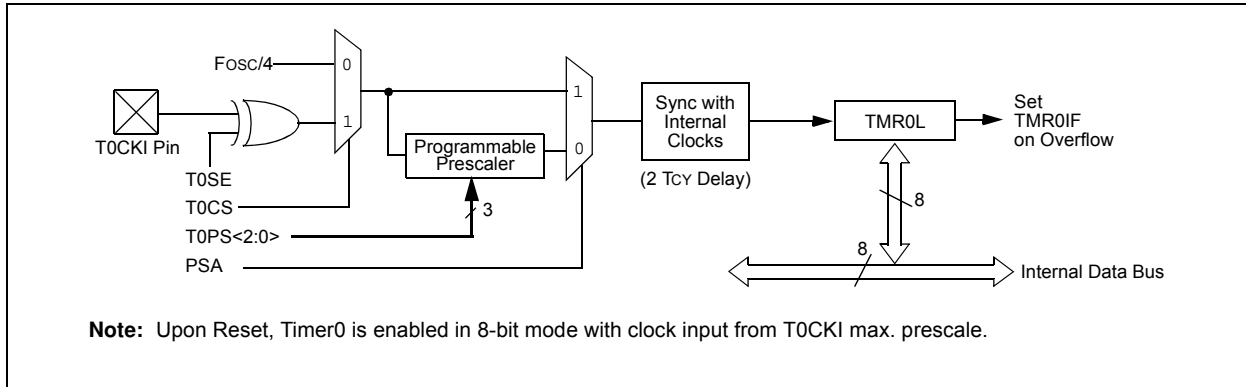 FOSC/4
0
1
T0CKI Pin
T0SE
T0CS
T0PS<2:0>
PSA
Programmable
Prescaler
3
1
0
Sync with
Internal
Clocks
(2 TCY Delay)
TMR0L
Set
TMR0IF
on Overflow
8
8
Internal Data Bus
Note: Upon Reset, Timer0 is enabled in 8-bit mode with clock input from T0CKI max. prescale.